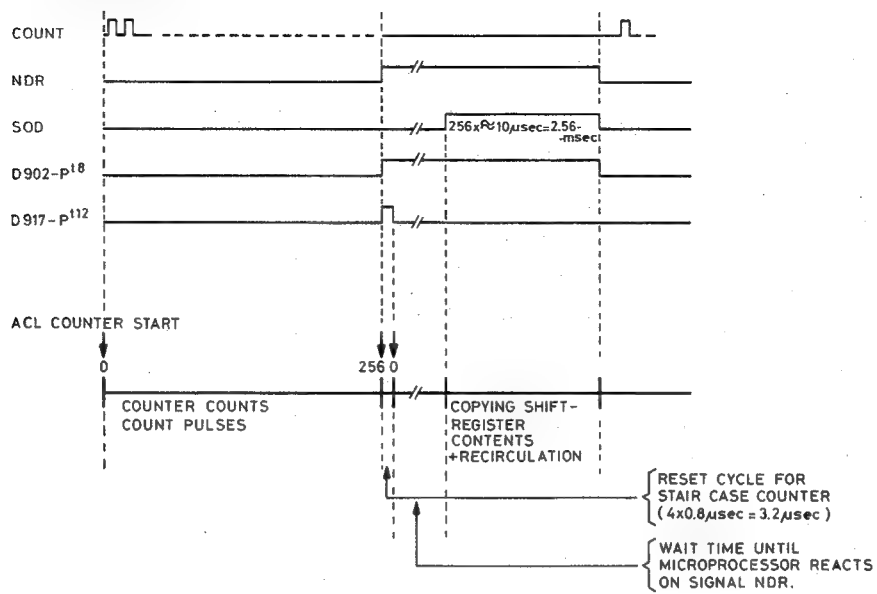 COUNT
NDR
SOD
256x≈10µsec=2.56-
-msec
D902-P^t8
D917-P^t12
ACL COUNTER START
0
256 0
COUNTER COUNTS
COUNT PULSES
COPYING SHIFT-
REGISTER
CONTENTS
+RECIRCULATION
RESET CYCLE FOR
STAIR CASE COUNTER
(4x0.8µsec = 3.2µsec)
WAIT TIME UNTIL
MICROPROCESSOR REACTS
ON SIGNAL NDR.